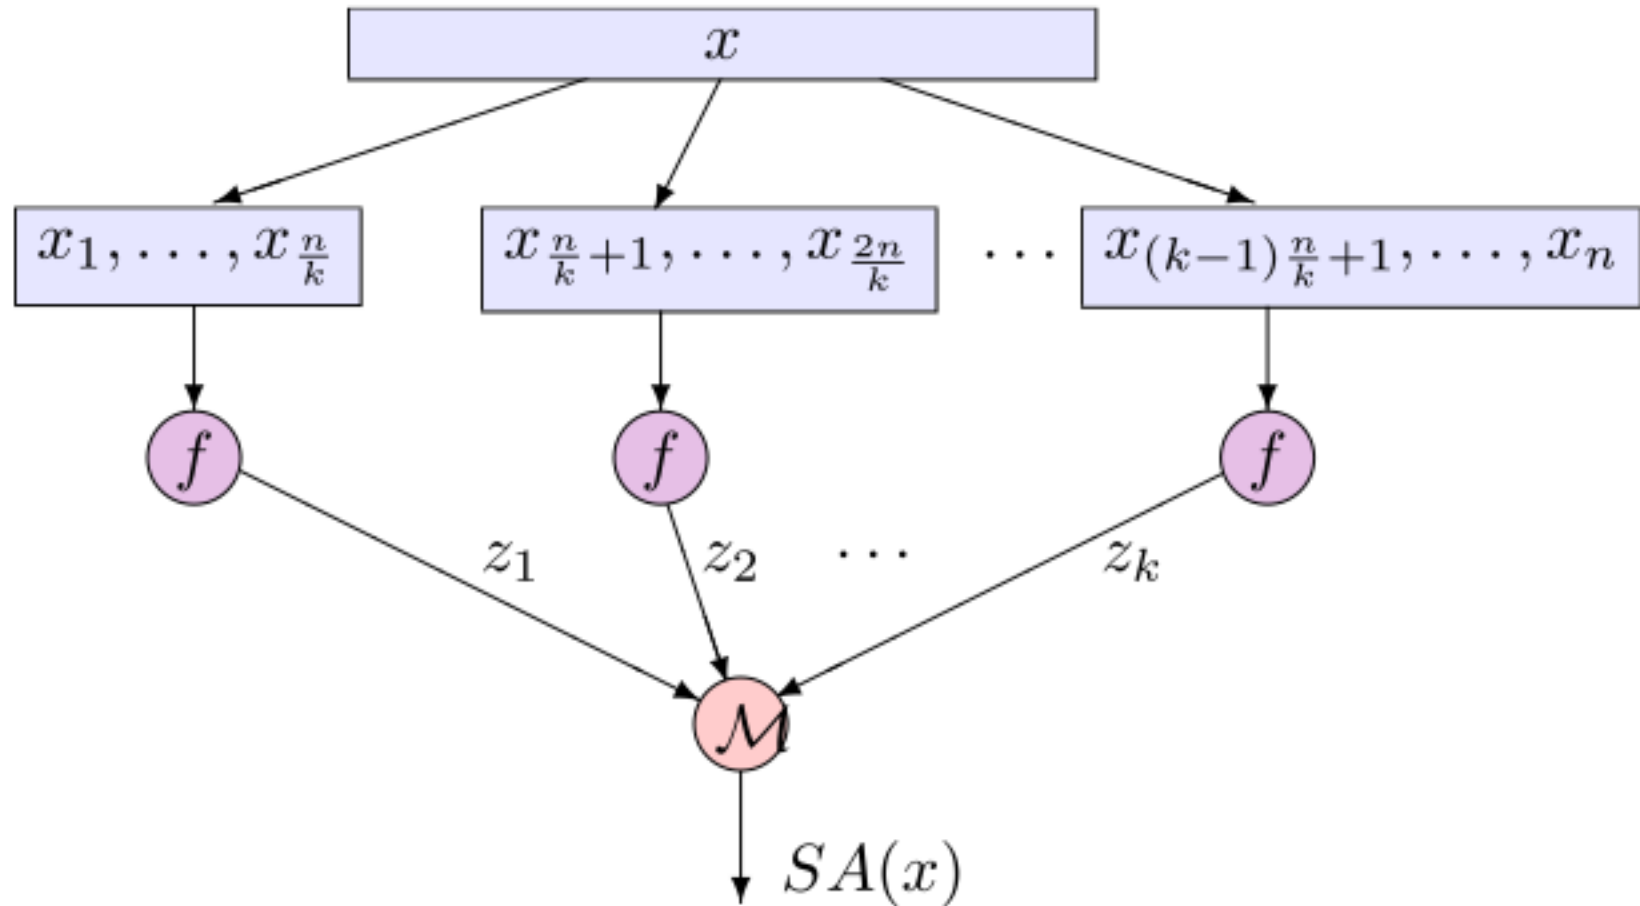 x
x_1, ..., x_{n/k} x_{n/k+1}, ..., x_{2n/k} ... x_{(k-1)n/k+1}, ..., x_n
f f f
z_1 z_2 ... z_k
ℳ
SA(x)